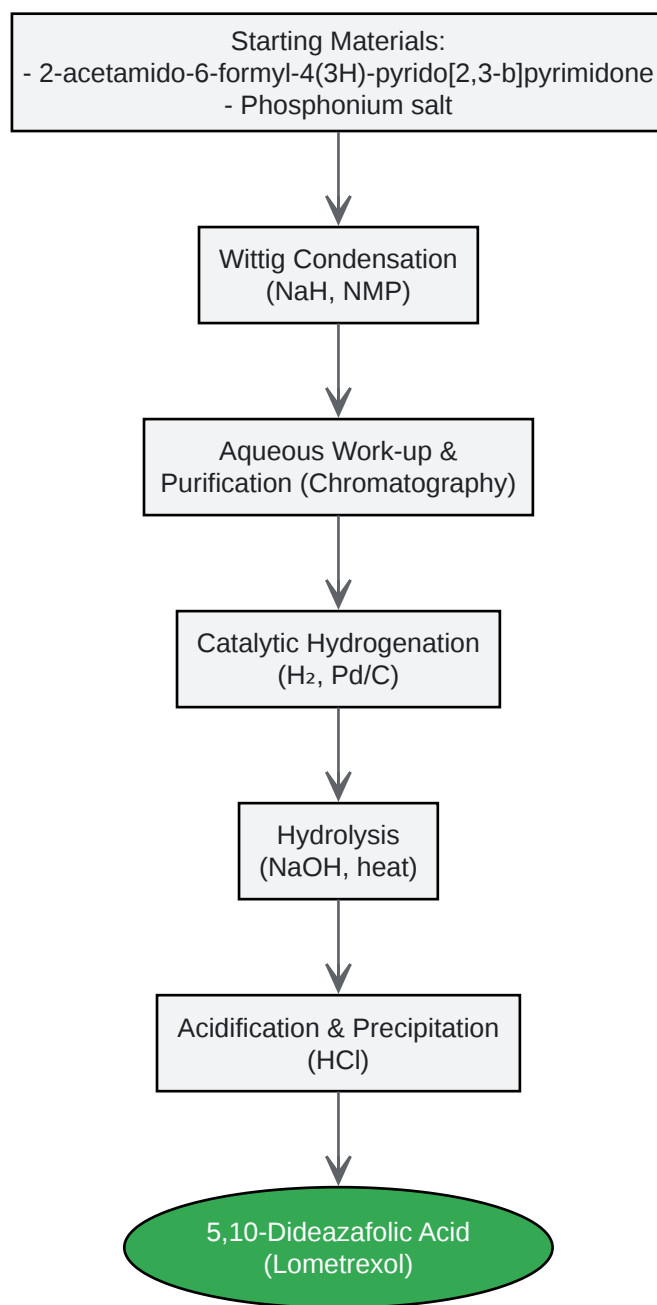 Starting Materials:
- 2-acetamido-6-formyl-4(3H)-pyrido[2,3-b]pyrimidone
- Phosphonium salt
Wittig Condensation
(NaH, NMP)
Aqueous Work-up &
Purification (Chromatography)
Catalytic Hydrogenation
(H₂, Pd/C)
Hydrolysis
(NaOH, heat)
Acidification & Precipitation
(HCl)
5,10-Dideazafolic Acid
(Lometrexol)